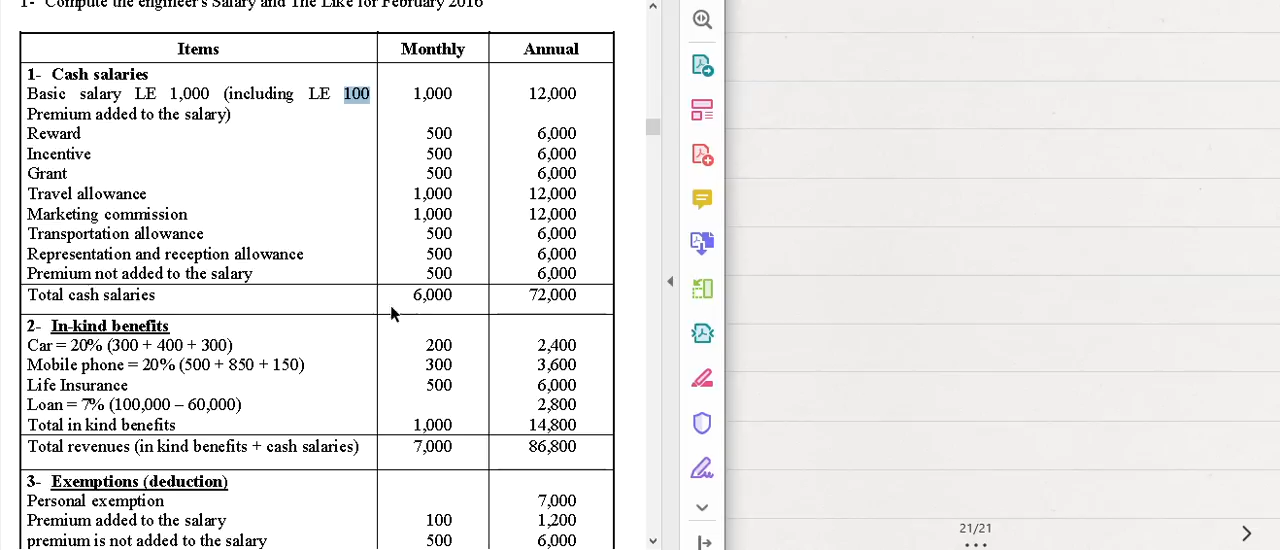 1- Compute the engineer's Salary and The Like for February 2016
Items Monthly Annual
1- Cash salaries
Basic salary LE 1,000 (including LE 100 1,000 12,000
Premium added to the salary)
Reward 500 6,000
Incentive 500 6,000
Grant 500 6,000
Travel allowance 1,000 12,000
Marketing commission 1,000 12,000
Transportation allowance 500 6,000
Representation and reception allowance 500 6,000
Premium not added to the salary 500 6,000
Total cash salaries 6,000 72,000
2- In-kind benefits
Car = 20% (300 + 400 + 300) 200 2,400
Mobile phone = 20% (500 + 850 + 150) 300 3,600
Life Insurance 500 6,000
Loan = 7% (100,000 – 60,000) 2,800
Total in kind benefits 1,000 14,800
Total revenues (in kind benefits + cash salaries) 7,000 86,800
3- Exemptions (deduction)
Personal exemption 7,000
Premium added to the salary 100 1,200
premium is not added to the salary 500 6,000
21/21